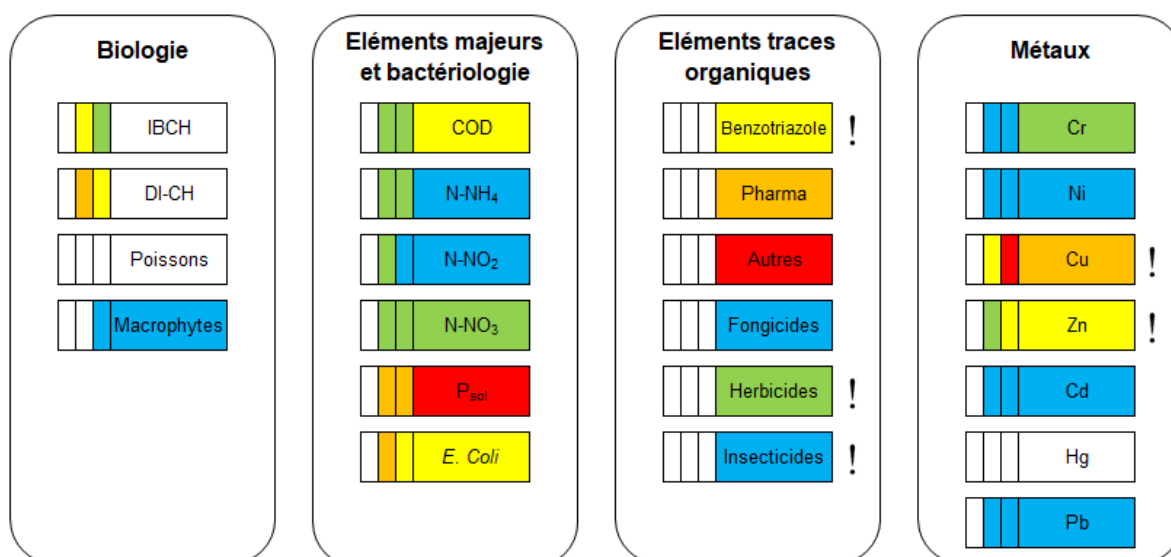 Biologie
IBCH
DI-CH
Poissons
Macrophytes
Eléments majeurs
et bactériologie
COD
N-NH₄
N-NO₂
N-NO₃
Psol
E. Coli
Eléments traces
organiques
Benzotriazole !
Pharma
Autres
Fongicides
Herbicides !
Insecticides !
Métaux
Cr
Ni
Cu !
Zn !
Cd
Hg
Pb